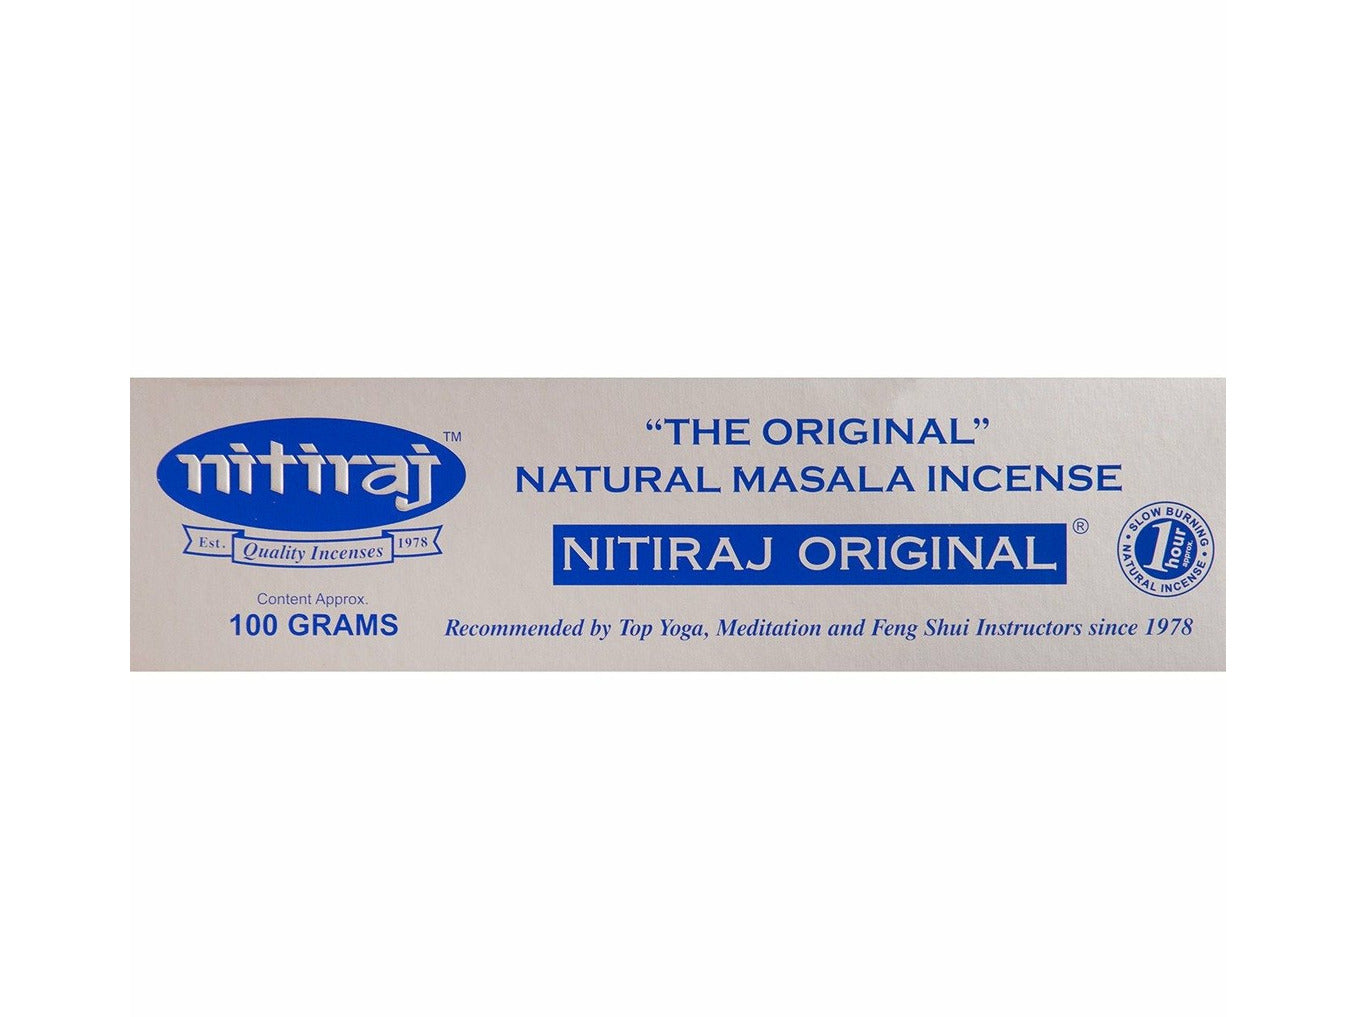 nitiraj TM
Est. Quality Incenses 1978
Content Approx.
100 GRAMS
“THE ORIGINAL”
NATURAL MASALA INCENSE
NITIRAJ ORIGINAL ®
Recommended by Top Yoga, Meditation and Feng Shui Instructors since 1978
• SLOW BURNING •
NATURAL INCENSE
1 hour
approx.